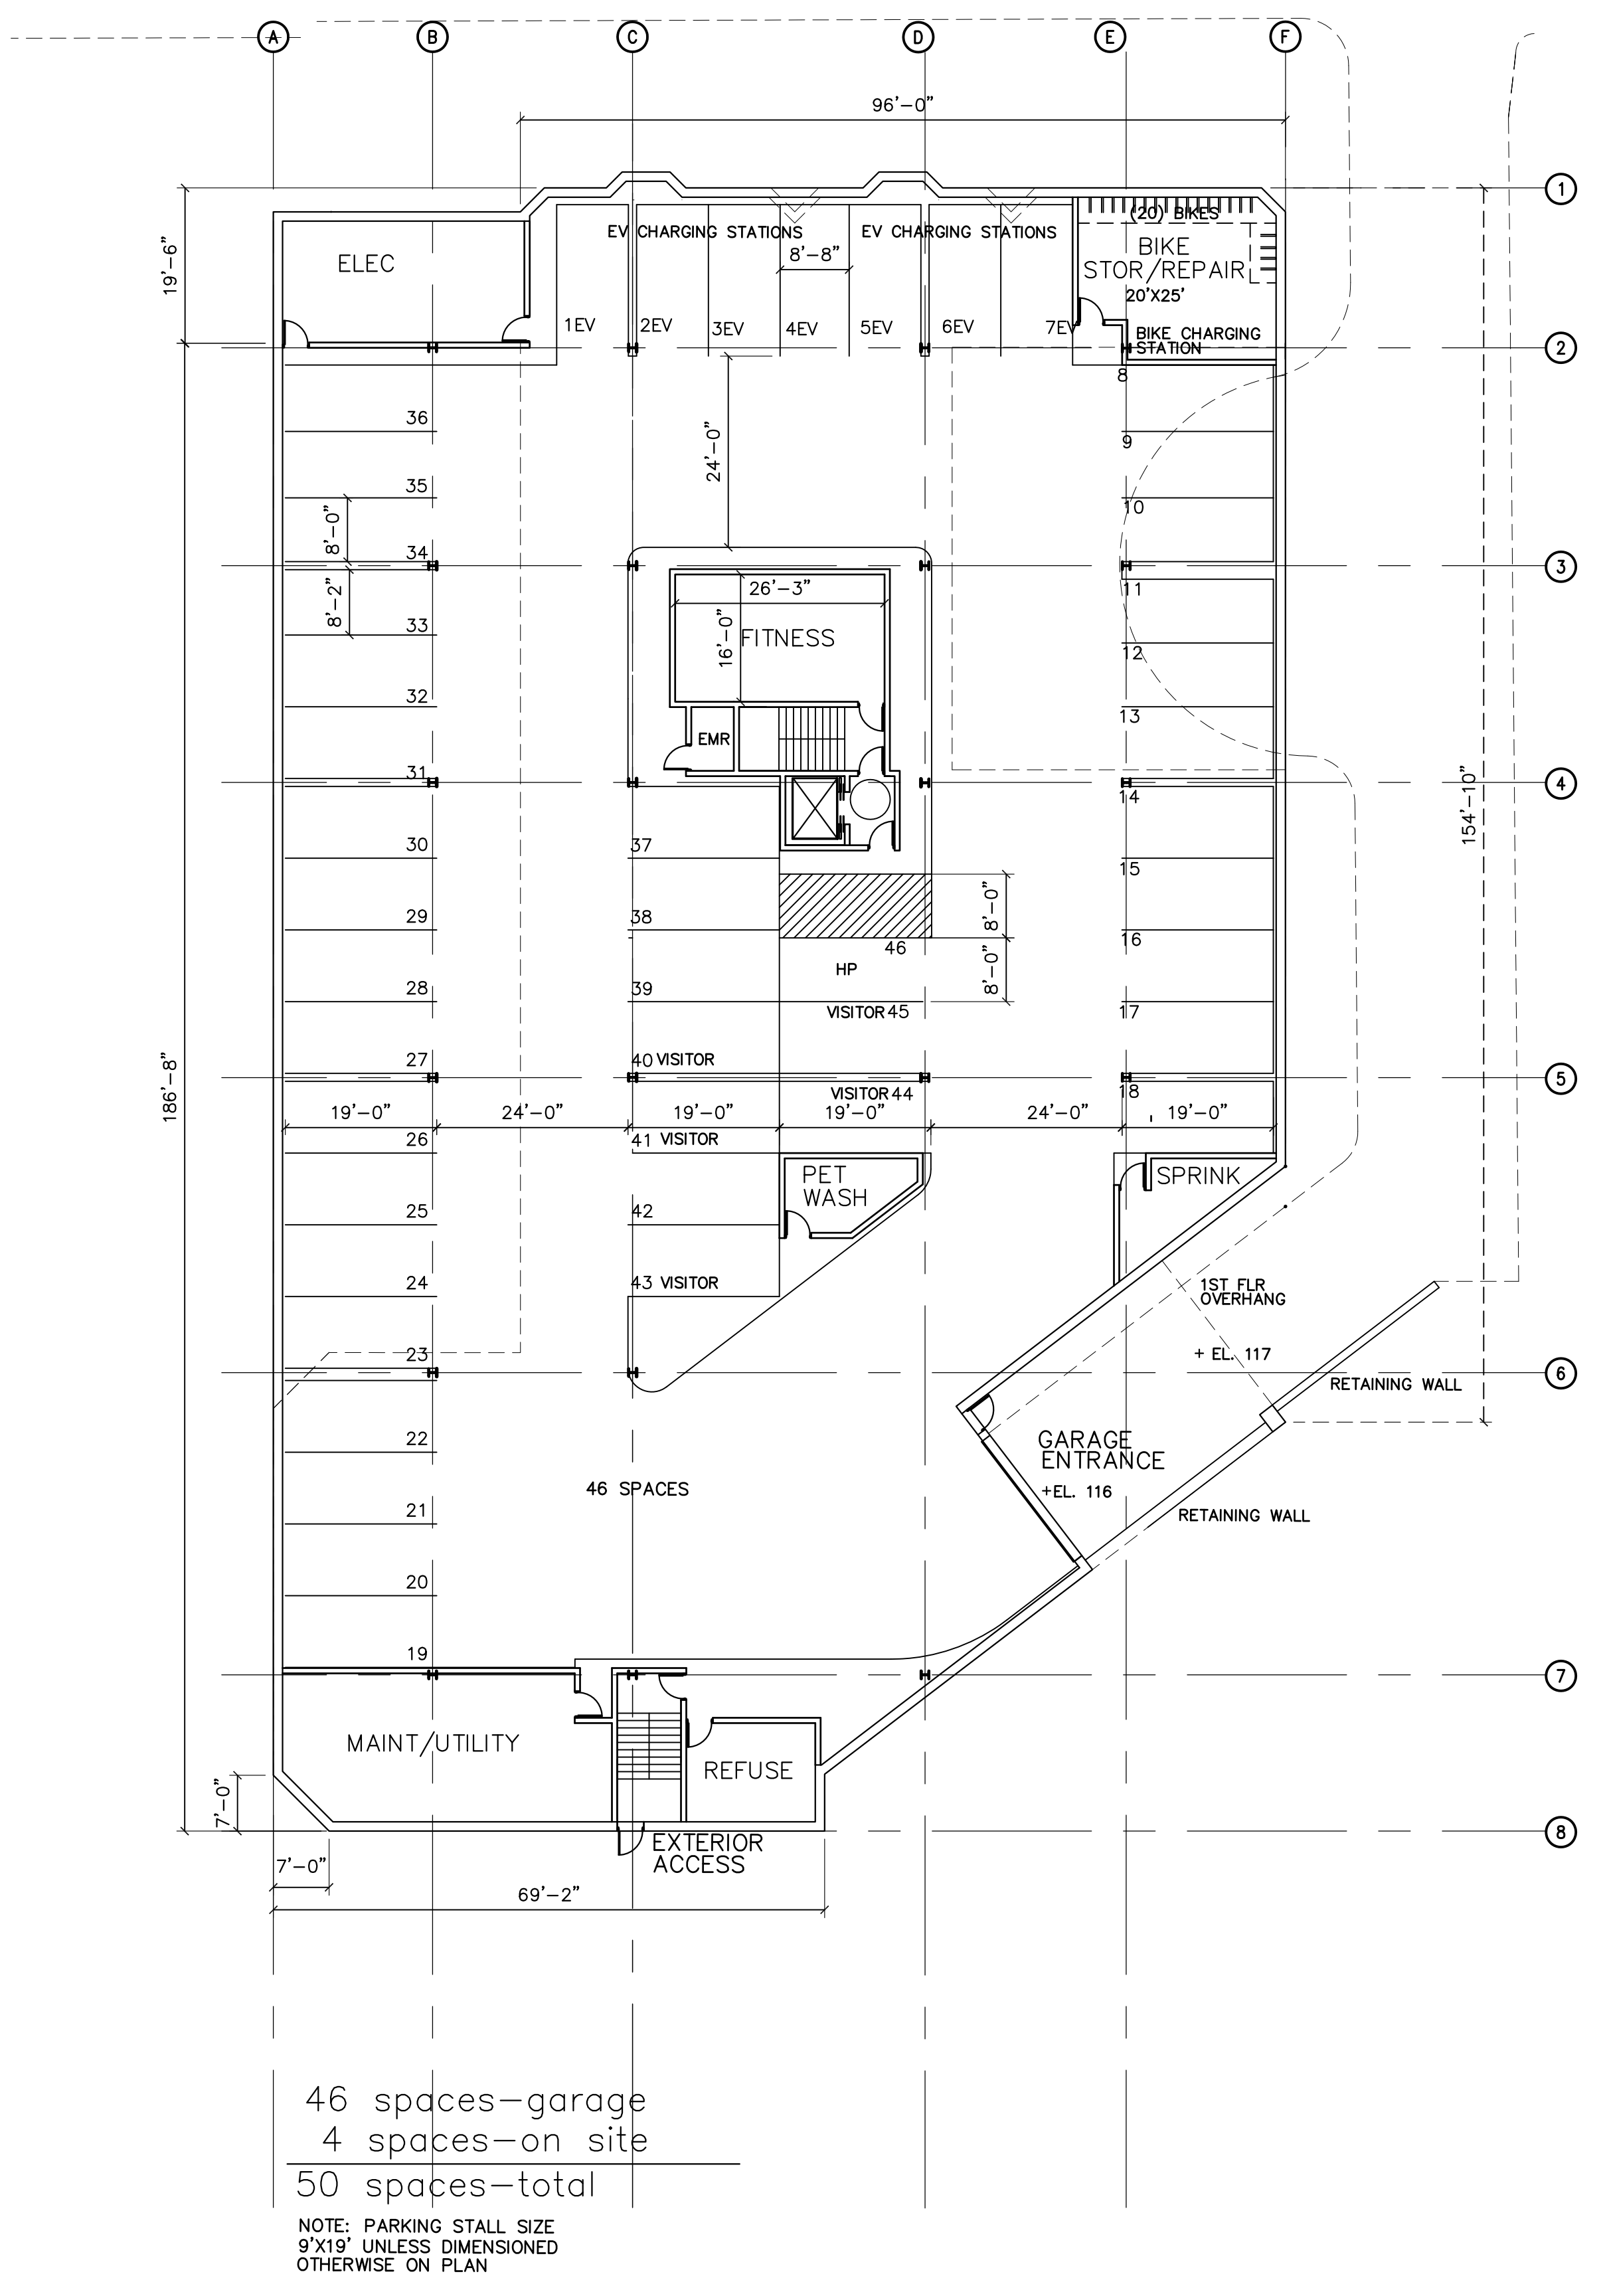 A B C D E F
96'-0"
1
(20) BIKES
EV CHARGING STATIONS
EV CHARGING STATIONS
BIKE
STOR/REPAIR
20'X25'
ELEC
19'-6"
8'-8"
1EV 2EV 3EV 4EV 5EV 6EV 7EV
BIKE CHARGING
STATION
2
8
36
9
24'-0"
35
10
8'-0"
34
3
8'-2"
11
26'-3"
16'-0"
FITNESS
33
12
32
13
EMR
31
4
14
154'-10"
30
37
15
8'-0"
29
38
16
46
HP
8'-0"
28
39
17
VISITOR 45
186'-8"
27
40 VISITOR
5
VISITOR 44
18
19'-0" 24'-0" 19'-0" 19'-0" 24'-0" 19'-0"
26
41 VISITOR
PET
WASH
SPRINK
25
42
24
43 VISITOR
1ST FLR
OVERHANG
+ EL. 117
23
6
RETAINING WALL
22
GARAGE
ENTRANCE
+EL. 116
46 SPACES
21
RETAINING WALL
20
19
7
MAINT/UTILITY
REFUSE
7'-0"
8
EXTERIOR
ACCESS
7'-0"
69'-2"
46 spaces-garage
4 spaces-on site
50 spaces-total
NOTE: PARKING STALL SIZE
9'X19' UNLESS DIMENSIONED
OTHERWISE ON PLAN